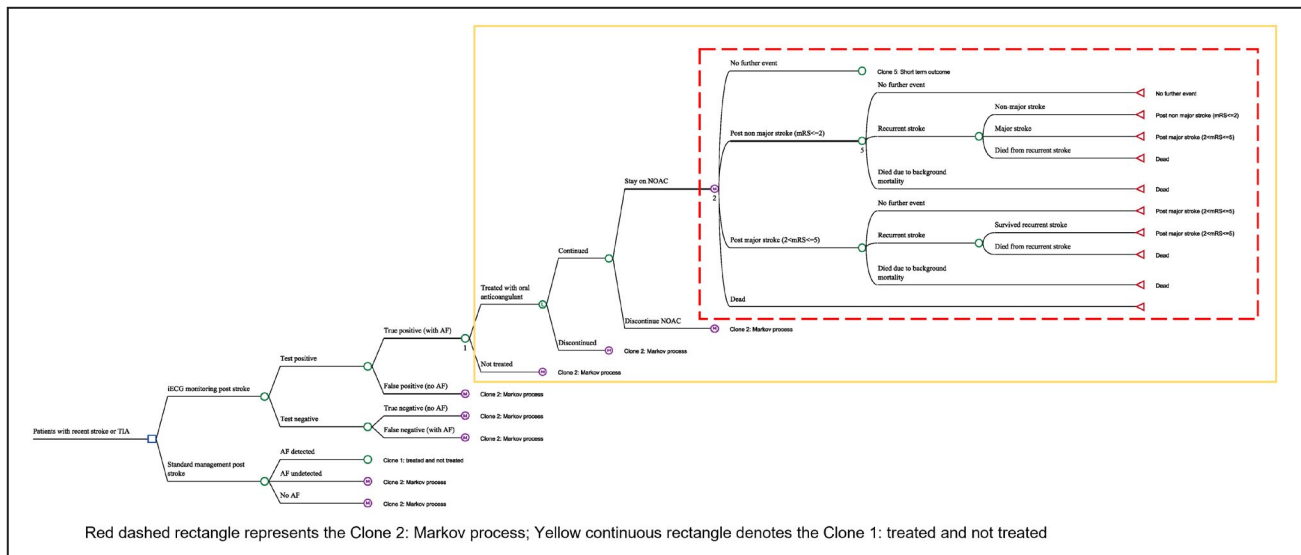 No further event
Clone 5: Short term outcome
No further event
No further event
Non-major stroke
Post non major stroke (mRS<=2)
Post non major stroke (mRS<=2)
Recurrent stroke
Major stroke
Post major stroke (2<mRS<=5)
5
Died from recurrent stroke
Dead
Stay on NOAC
Died due to background
mortality
Dead
2
No further event
Post major stroke (2<mRS<=5)
Survived recurrent stroke
Post major stroke (2<mRS<=5)
Post major stroke (2<mRS<=5)
Recurrent stroke
Continued
Died from recurrent stroke
Dead
Died due to background
mortality
Dead
Treated with oral
anticoagulant
L
Dead
Discontinue NOAC
M
Clone 2: Markov process
True positive (with AF)
1
Discontinued
M
Clone 2: Markov process
Test positive
Not treated
M
Clone 2: Markov process
iECG monitoring post stroke
False positive (no AF)
M
Clone 2: Markov process
True negative (no AF)
M
Clone 2: Markov process
Test negative
False negative (with AF)
M
Clone 2: Markov process
Patients with recent stroke or TIA
AF detected
Clone 1: treated and not treated
Standard management post
stroke
AF undetected
M
Clone 2: Markov process
No AF
M
Clone 2: Markov process
Red dashed rectangle represents the Clone 2: Markov process; Yellow continuous rectangle denotes the Clone 1: treated and not treated